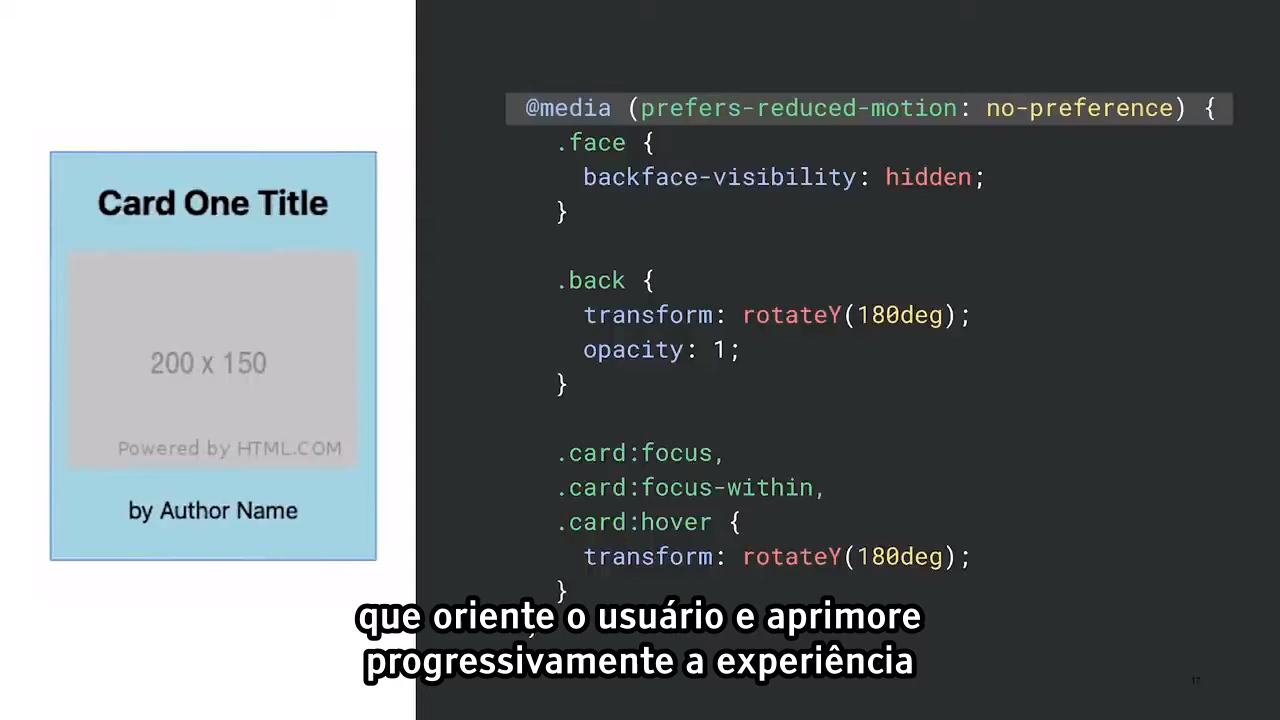 Card One Title
200 x 150
Powered by HTML.COM
by Author Name
@media (prefers-reduced-motion: no-preference) {
.face {
backface-visibility: hidden;
}
.back {
transform: rotateY(180deg);
opacity: 1;
}
.card:focus,
.card:focus-within,
.card:hover {
transform: rotateY(180deg);
}
que oriente o usuário e aprimore
progressivamente a experiência